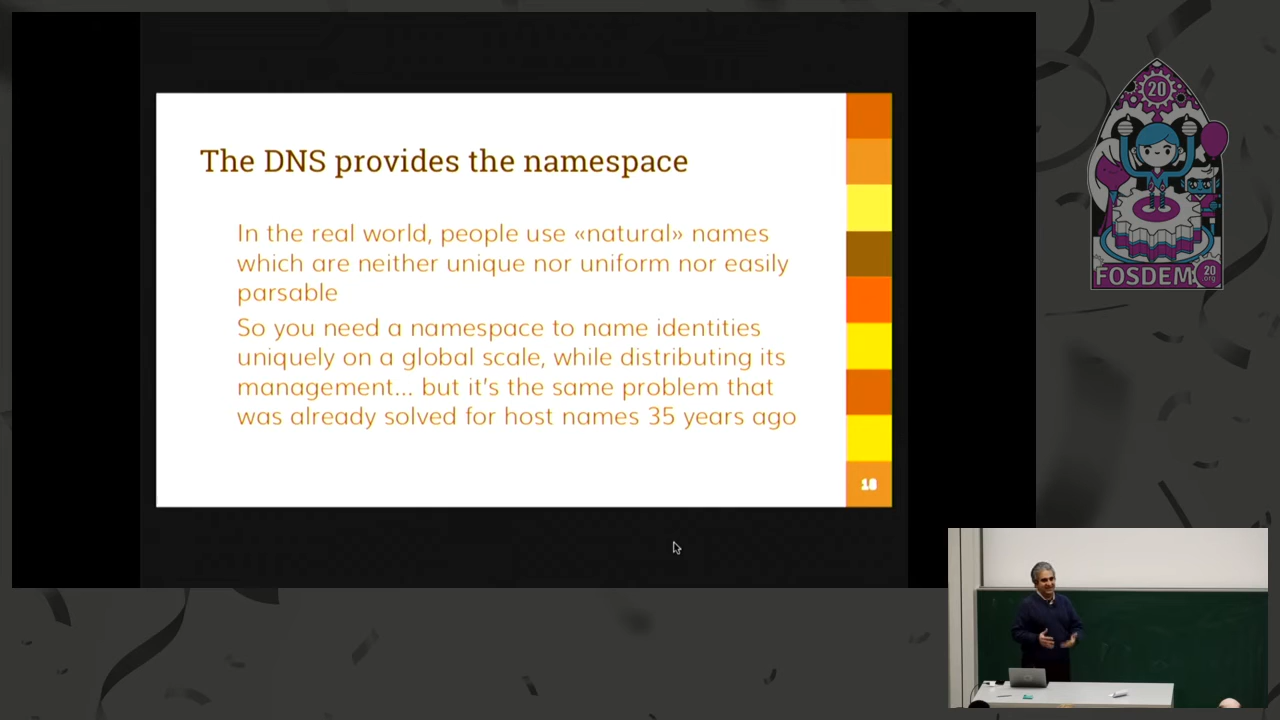 The DNS provides the namespace
In the real world, people use «natural» names
which are neither unique nor uniform nor easily
parsable
So you need a namespace to name identities
uniquely on a global scale, while distributing its
management... but it's the same problem that
was already solved for host names 35 years ago
18
20
FOSDEM
20
.org